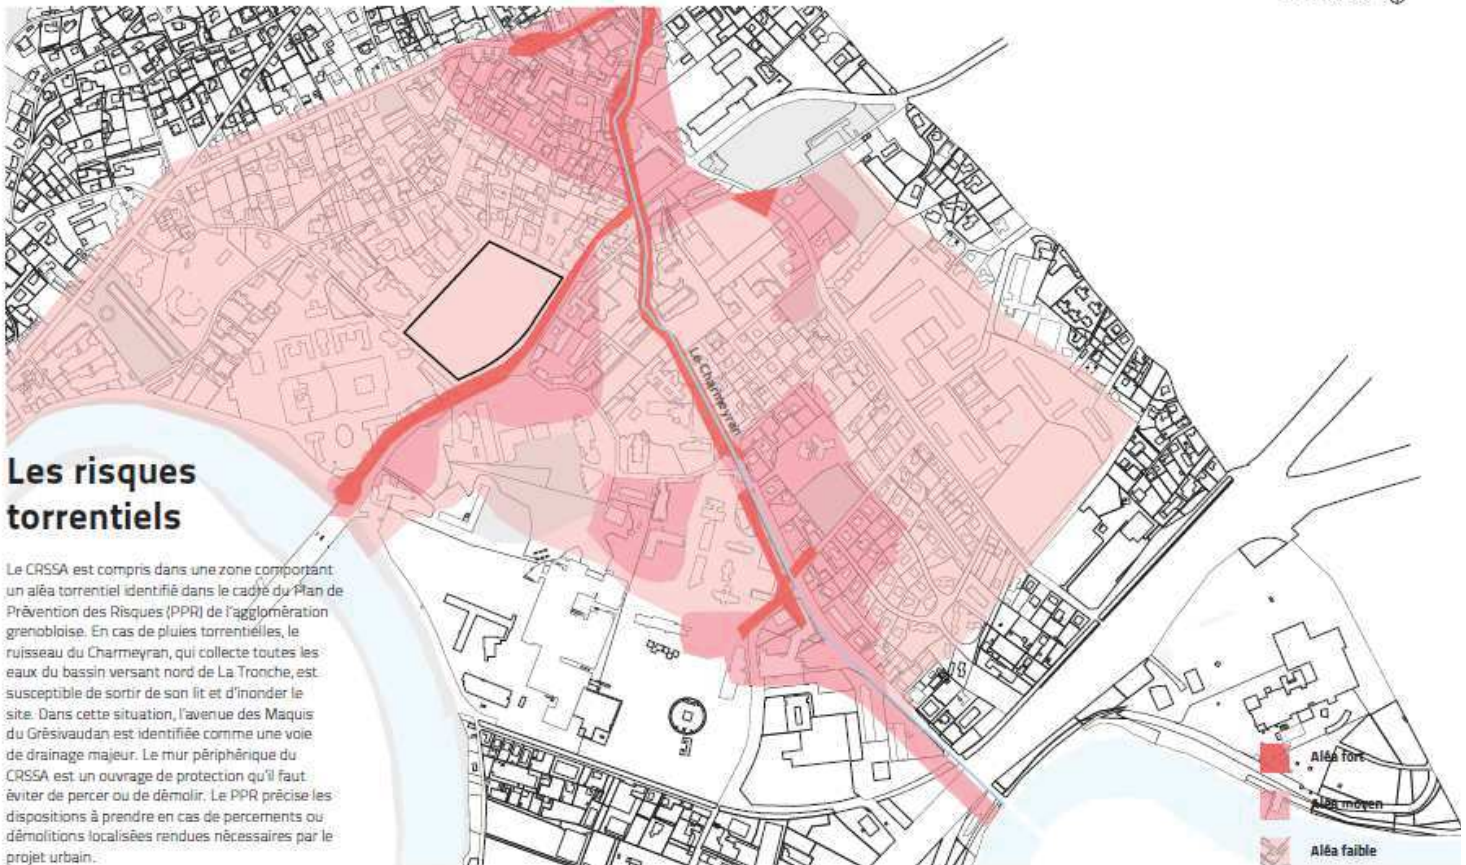 Les risques
torrentiels
Le CRSSA est compris dans une zone comportant
un aléa torrentiel identifié dans le cadre du Plan de
Prévention des Risques (PPR) de l'agglomération
grenobloise. En cas de pluies torrentielles, le
ruisseau du Charmeyran, qui collecte toutes les
eaux du bassin versant nord de La Tronche, est
susceptible de sortir de son lit et d'inonder le
site. Dans cette situation, l'avenue des Maquis
du Grésivaudan est identifiée comme une voie
de drainage majeur. Le mur périphérique du
CRSSA est un ouvrage de protection qu'il faut
éviter de percer ou de démolir. Le PPR précise les
dispositions à prendre en cas de percements ou
démolitions localisées rendues nécessaires par le
projet urbain.
Le Charmeyran
Aléa fort
Aléa moyen
Aléa faible